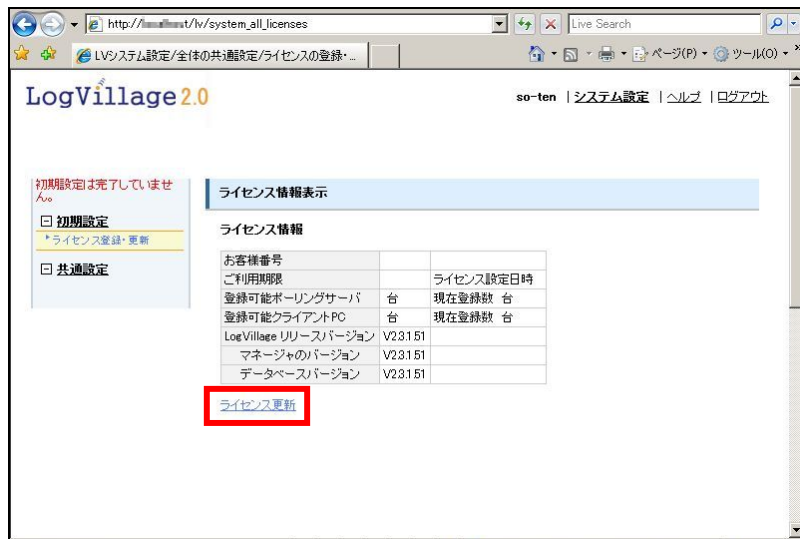 http:// /lv/system_all_licenses
Live Search
LVシステム設定/全体の共通設定/ライセンスの登録・...
ページ(P)
ツール(O)
LogVillage 2.0
so-ten | システム設定 | ヘルプ | ログアウト
初期設定は完了していませ
ん。
初期設定
ライセンス登録・更新
共通設定
ライセンス情報表示
ライセンス情報
お客様番号
ご利用期限 ライセンス設定日時
登録可能ポーリングサーバ 台 現在登録数 台
登録可能クライアントPC 台 現在登録数 台
LogVillage リリースバージョン V2.3.1.51
マネージャのバージョン V2.3.1.51
データベースバージョン V2.3.1.51
ライセンス更新